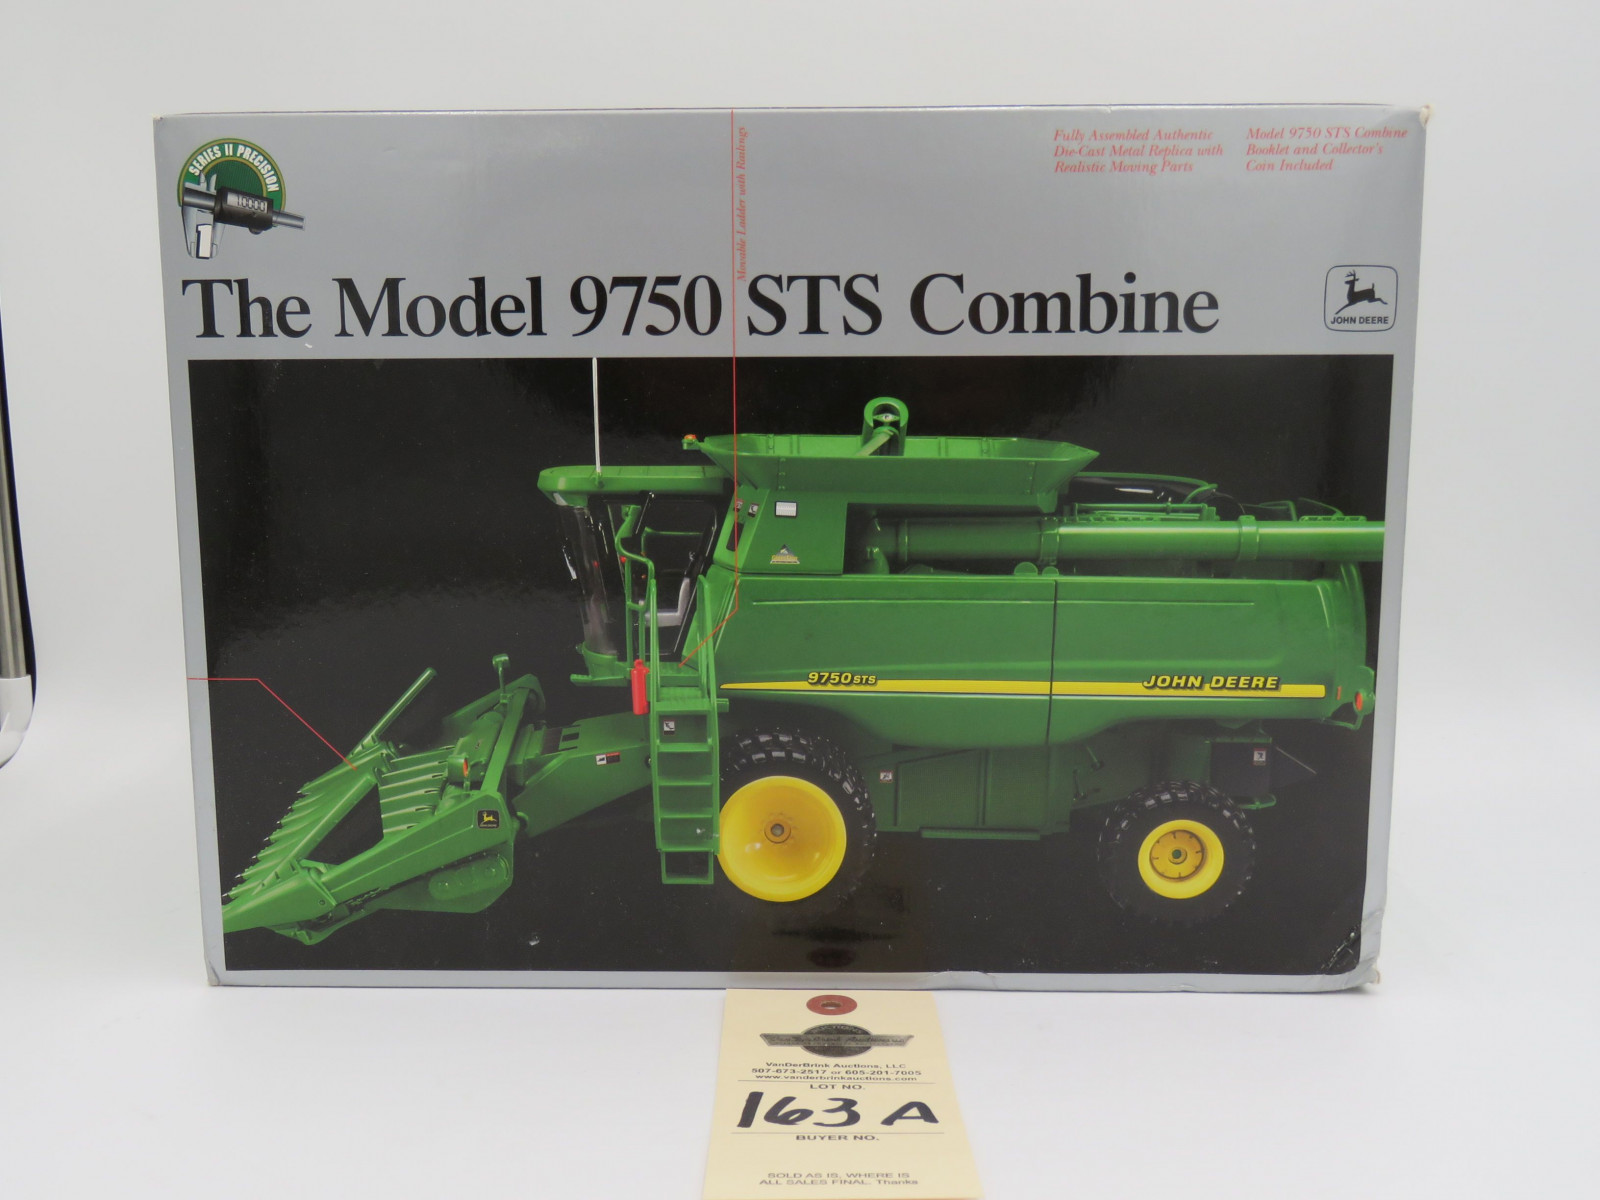 SERIES II PRECISION
1
Movable Ladder with Railings
Fully Assembled Authentic
Die-Cast Metal Replica with
Realistic Moving Parts
Model 9750 STS Combine
Booklet and Collector's
Coin Included
The Model 9750 STS Combine
JOHN DEERE
9750 STS
JOHN DEERE
VanDerBrink Auctions, LLC
507-673-2517 or 605-201-7005
www.vanderbrinkauctions.com
LOT NO.
163 A
BUYER NO.
SOLD AS IS, WHERE IS
ALL SALES FINAL. Thanks